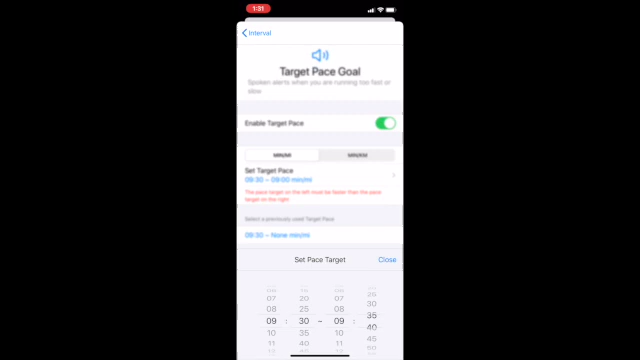 1:31
Interval
Target Pace Goal
Spoken alerts when you are running too fast or
slow
Enable Target Pace
MIN/MI MIN/KM
Set Target Pace
09:30 ~ 09:00 min/mi
The pace target on the left must be faster than the pace
target on the right
Select a previously used Target Pace
09:30 ~ None min/mi
Set Pace Target Close
07 20 07 30
08 25 08 35
09 : 30 ~ 09 : 40
10 35 10 45
11 40 11 50